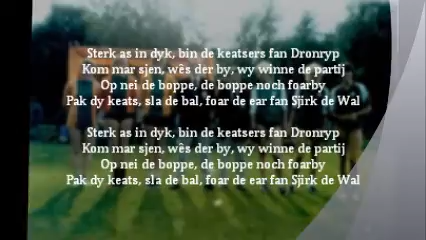 Sterk as in dyk, bin de keatsers fan Dronryp
Kom mar sjen, wês der by, wy winne de partij
Op nei de boppe, de boppe noch foarby
Pak dy keats, sla de bal, foar de ear fan Sjirk de Wal
Sterk as in dyk, bin de keatsers fan Dronryp
Kom mar sjen, wês der by, wy winne de partij
Op nei de boppe, de boppe noch foarby
Pak dy keats, sla de bal, foar de ear fan Sjirk de Wal